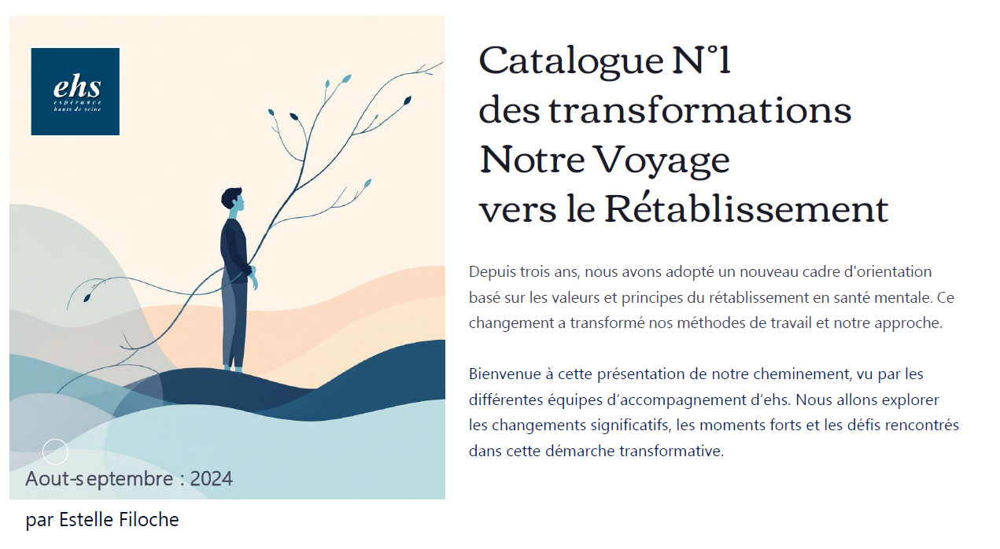 ehs
espérance
hauts de seine
Catalogue N°1
des transformations
Notre Voyage
vers le Rétablissement
Depuis trois ans, nous avons adopté un nouveau cadre d'orientation
basé sur les valeurs et principes du rétablissement en santé mentale. Ce
changement a transformé nos méthodes de travail et notre approche.
Bienvenue à cette présentation de notre cheminement, vu par les
différentes équipes d’accompagnement d’ehs. Nous allons explorer
les changements significatifs, les moments forts et les défis rencontrés
dans cette démarche transformative.
Aout-septembre : 2024
par Estelle Filoche